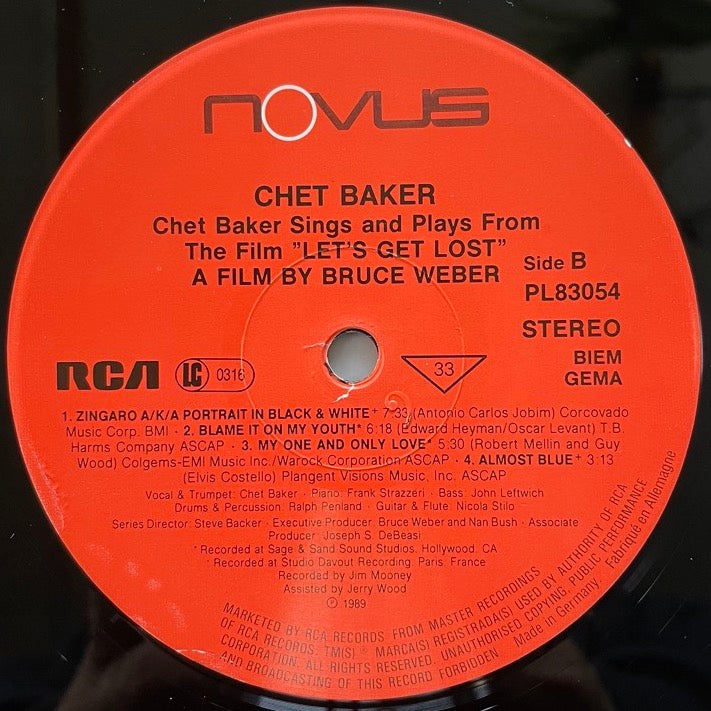 novus
CHET BAKER
Chet Baker Sings and Plays From
The Film "LET'S GET LOST"
A FILM BY BRUCE WEBER
Side B
PL83054
STEREO
BIEM
GEMA
RCA
LC 0316
33
1. ZINGARO A/K/A PORTRAIT IN BLACK & WHITE+ 7:33 (Antonio Carlos Jobim) Corcovado
Music Corp. BMI - 2. BLAME IT ON MY YOUTH* 6:18 (Edward Heyman/Oscar Levant) T.B.
Harms Company ASCAP - 3. MY ONE AND ONLY LOVE* 5:30 (Robert Mellin and Guy
Wood) Colgems-EMI Music Inc./Warock Corporation ASCAP - 4. ALMOST BLUE+ 3:13
(Elvis Costello) Plangent Visions Music, Inc. ASCAP
Vocal & Trumpet: Chet Baker - Piano: Frank Strazzeri - Bass: John Leftwich
Drums & Percussion: Ralph Penland - Guitar & Flute: Nicola Stilo
Series Director: Steve Backer - Executive Producer: Bruce Weber and Nan Bush - Associate
Producer: Joseph S. DeBeasi
* Recorded at Sage & Sand Sound Studios, Hollywood, CA
+ Recorded at Studio Davout Recording, Paris, France
Recorded by Jim Mooney
Assisted by Jerry Wood
℗ 1989
MARKETED BY RCA RECORDS FROM MASTER RECORDINGS
OF RCA RECORDS. TM(S) ® MARCA(S) REGISTRADA(S) USED BY AUTHORITY OF RCA
CORPORATION. ALL RIGHTS RESERVED. UNAUTHORISED COPYING, PUBLIC PERFORMANCE
AND BROADCASTING OF THIS RECORD FORBIDDEN Made in Germany · Fabriqué en Allemagne